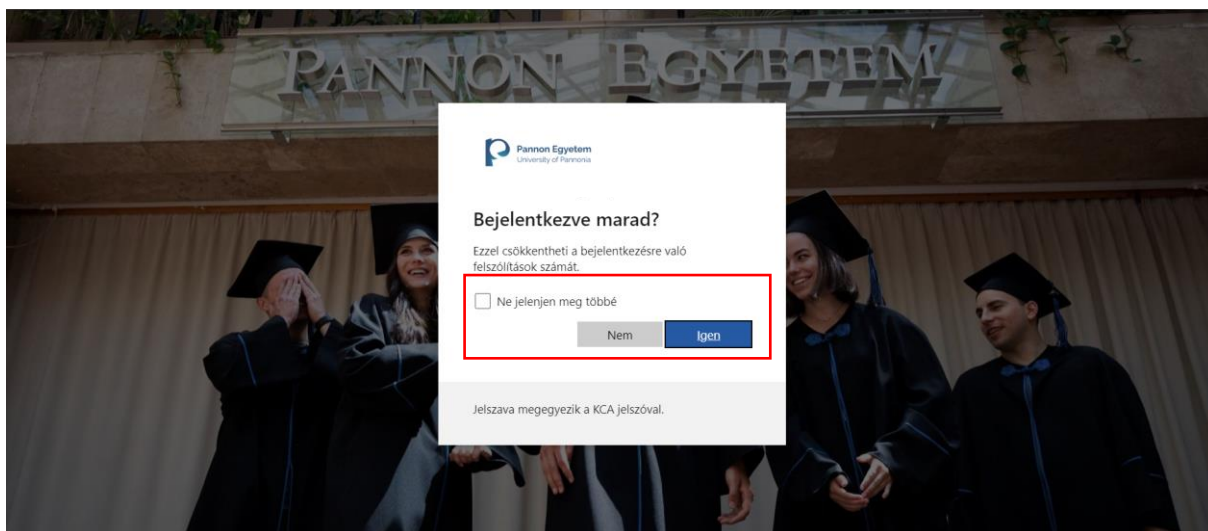 PANNON EGYETEM
Pannon Egyetem
University of Pannonia
Bejelentkezve marad?
Ezzel csökkentheti a bejelentkezésre való
felszólítások számát.
Ne jelenjen meg többé
Nem
Igen
Jelszava megegyezik a KCA jelszóval.